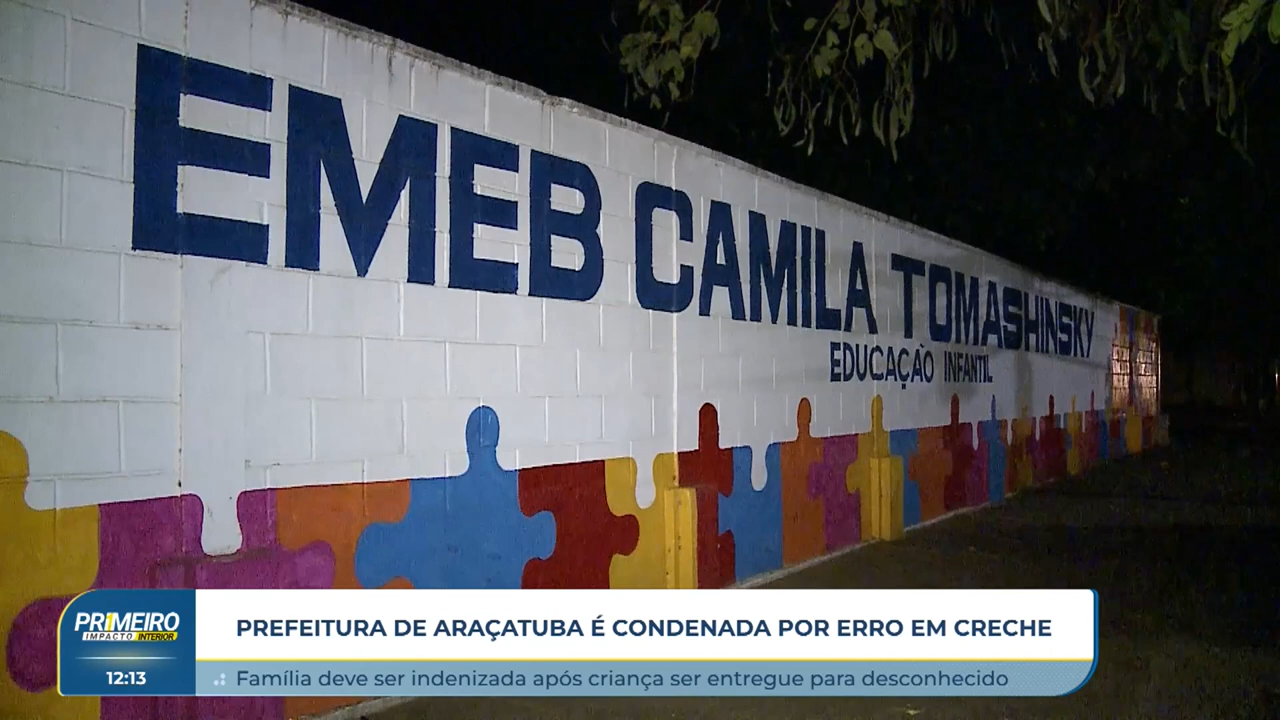 EMEB CAMILA TOMASHINSKY
EDUCAÇÃO INFANTIL
PR1MEIRO
IMPACTO INTERIOR
12:13
PREFEITURA DE ARAÇATUBA É CONDENADA POR ERRO EM CRECHE
Família deve ser indenizada após criança ser entregue para desconhecido